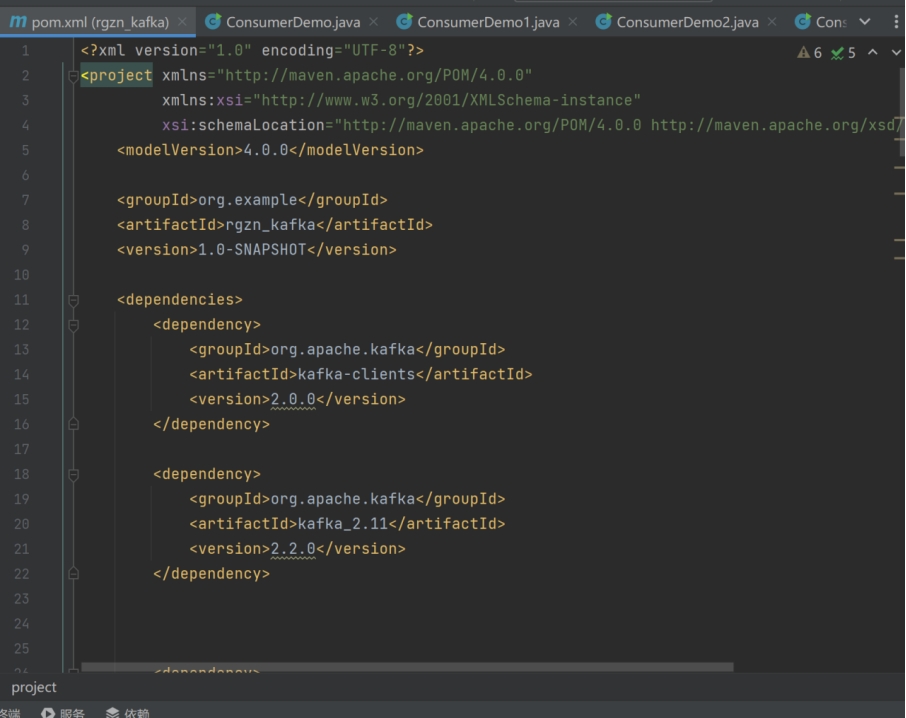 pom.xml (rgzn_kafka) ConsumerDemo.java ConsumerDemo1.java ConsumerDemo2.java Cons
6 5
1 <?xml version="1.0" encoding="UTF-8"?>
2 <project xmlns="http://maven.apache.org/POM/4.0.0"
3 xmlns:xsi="http://www.w3.org/2001/XMLSchema-instance"
4 xsi:schemaLocation="http://maven.apache.org/POM/4.0.0 http://maven.apache.org/xsd/
5 <modelVersion>4.0.0</modelVersion>
6
7 <groupId>org.example</groupId>
8 <artifactId>rgzn_kafka</artifactId>
9 <version>1.0-SNAPSHOT</version>
10
11 <dependencies>
12 <dependency>
13 <groupId>org.apache.kafka</groupId>
14 <artifactId>kafka-clients</artifactId>
15 <version>2.0.0</version>
16 </dependency>
17
18 <dependency>
19 <groupId>org.apache.kafka</groupId>
20 <artifactId>kafka_2.11</artifactId>
21 <version>2.2.0</version>
22 </dependency>
23
24
25
26 <dependency>
project
终端 服务 依赖